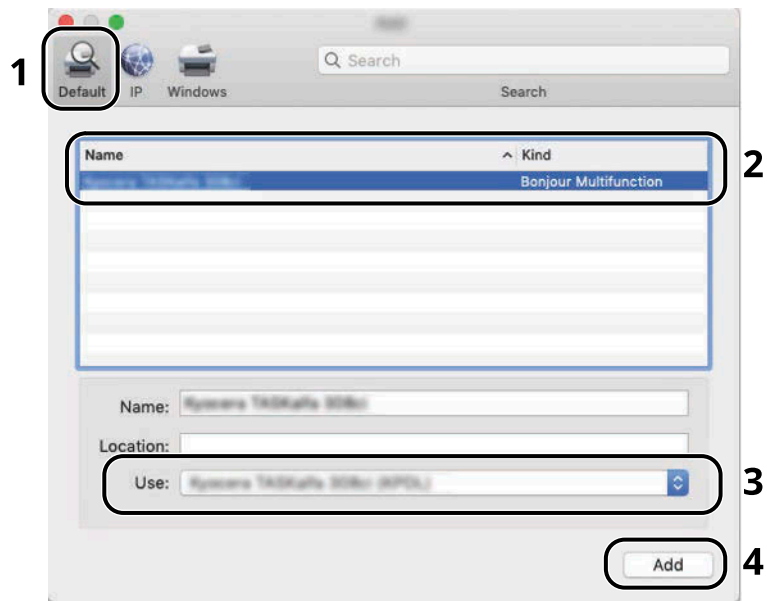 1
Default IP Windows
Search
Search
Name Kind
Bonjour Multifunction
2
Name:
Location:
Use:
3
Add
4